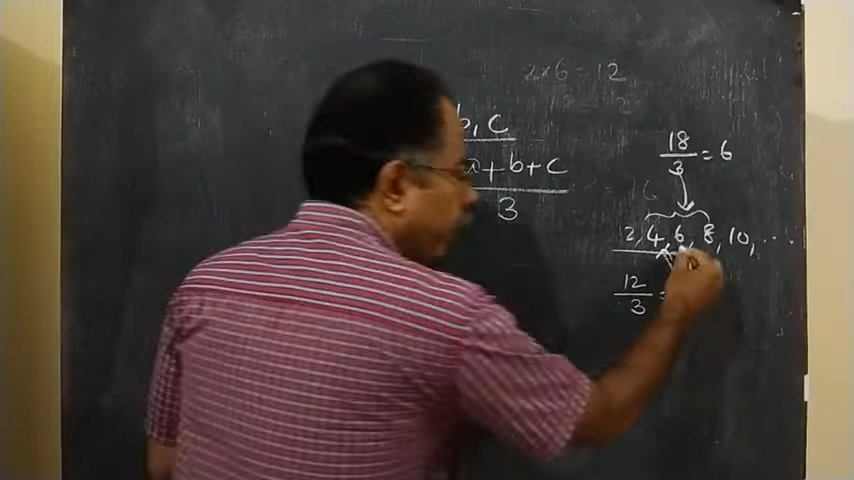 2×6 = 12
b, c
a+b+c
3
18
3
= 6
2, 4, 6, 8, 10, ....
12
3
=